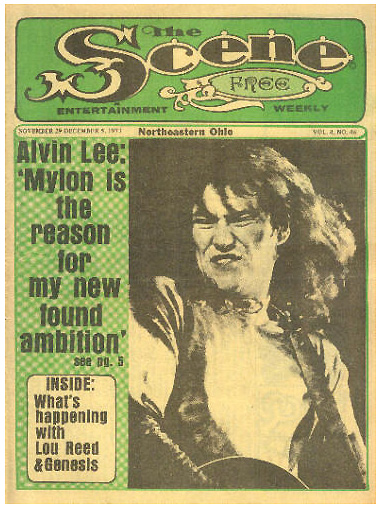 The
Scene
FREE
ENTERTAINMENT WEEKLY
NOVEMBER 29-DECEMBER 5, 1973 Northeastern Ohio VOL. 4, NO. 46
Alvin Lee:
'Mylon is
the
reason
for
my new
found
ambition'
see pg. 5
INSIDE:
What's
happening
with
Lou Reed
&Genesis